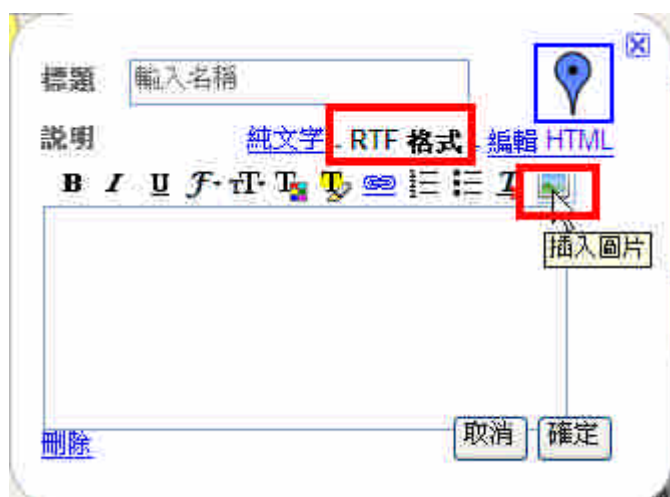 標題 輸入名稱
說明 純文字 - RTF 格式 - 編輯 HTML
B I U F T T T T
插入圖片
刪除 取消 確定